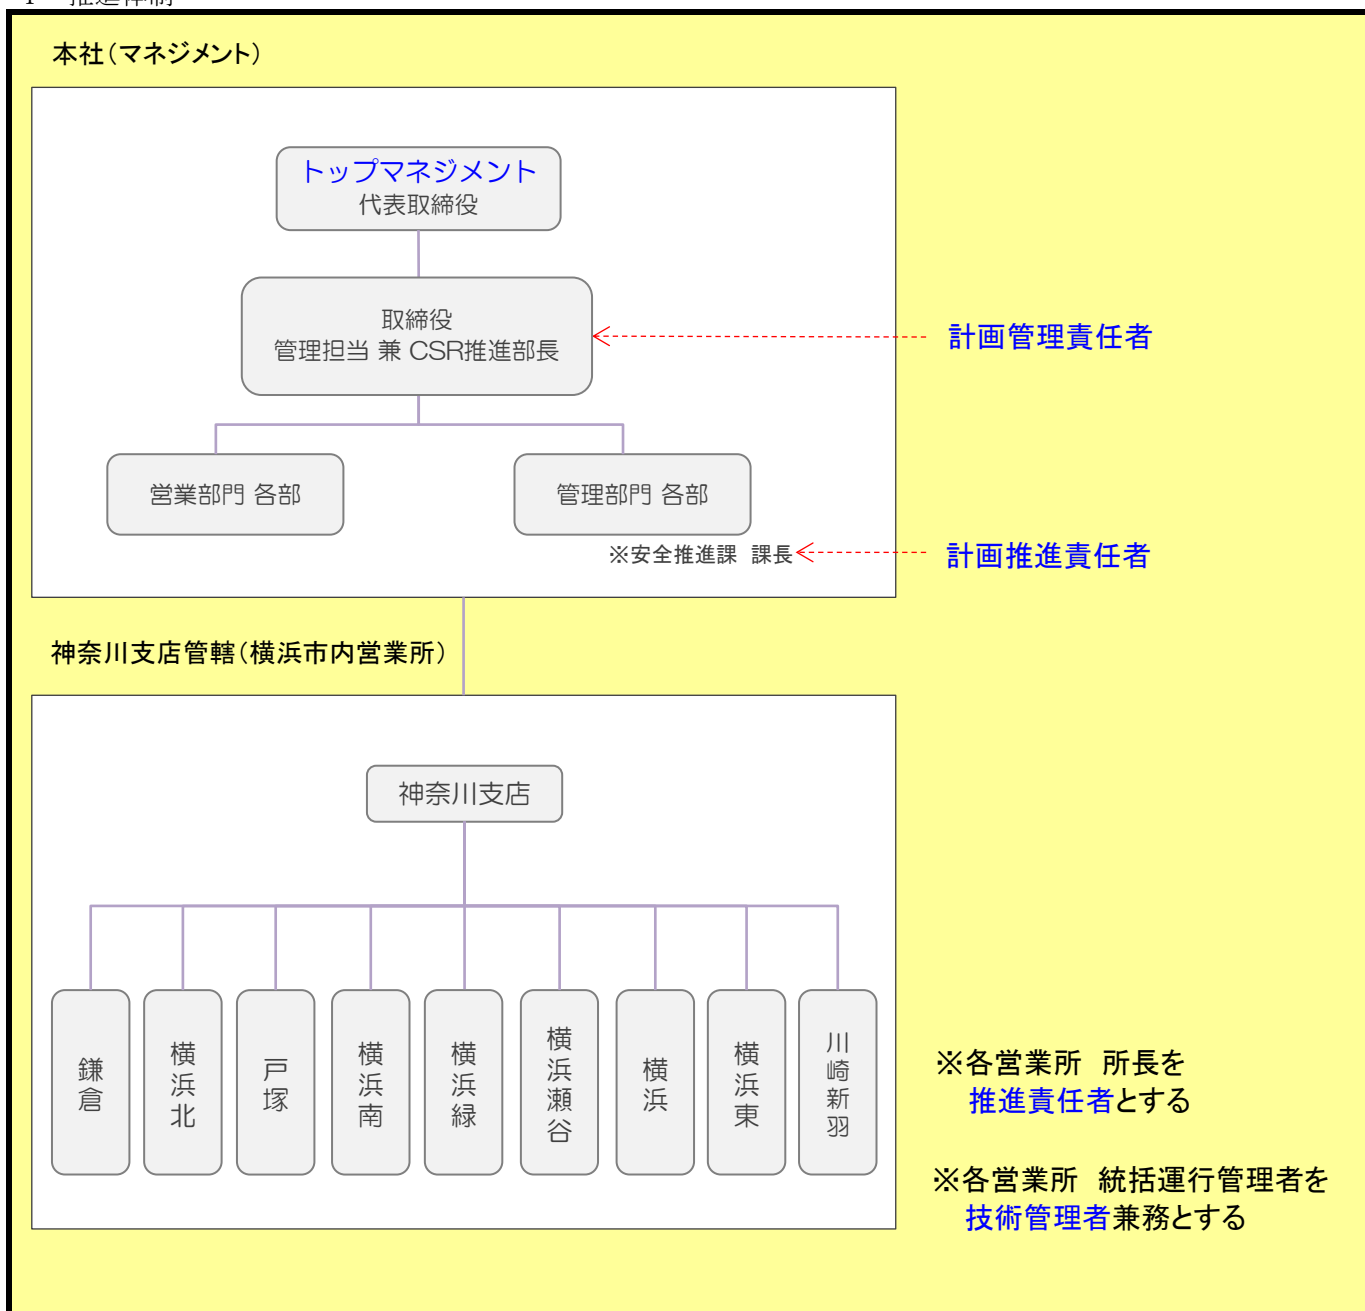 本社（マネジメント）
トップマネジメント
代表取締役
取締役
管理担当 兼 CSR推進部長
計画管理責任者
営業部門 各部
管理部門 各部
※安全推進課　課長
計画推進責任者
神奈川支店管轄（横浜市内営業所）
神奈川支店
鎌倉
横浜北
戸塚
横浜南
横浜緑
横浜瀬谷
横浜
横浜東
川崎新羽
※各営業所　所長を
推進責任者とする
※各営業所　統括運行管理者を
技術管理者兼務とする